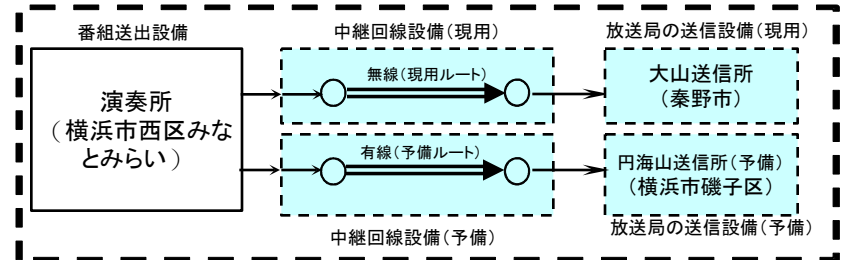 番組送出設備
中継回線設備(現用)
放送局の送信設備(現用)
演奏所
(横浜市西区みな
とみらい)
無線(現用ルート)
大山送信所
(秦野市)
有線(予備ルート)
円海山送信所(予備)
(横浜市磯子区)
中継回線設備(予備)
放送局の送信設備(予備)